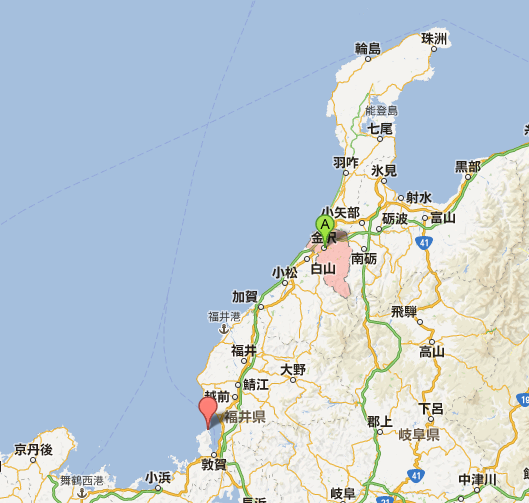 珠洲
輪島
能登島
七尾
羽咋
氷見
黒部
射水
小矢部
富山
砺波
A
金沢
41
南砺
白山
小松
加賀
福井港
飛騨
福井
高山
大野
鯖江
越前
19
下呂
福井県
郡上
岐阜県
京丹後
敦賀
舞鶴西港
小浜
41
中津川
岐阜
長浜